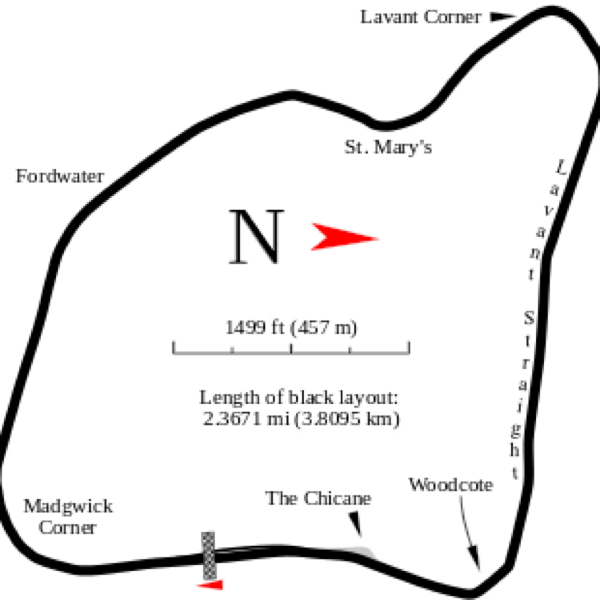 Lavant Corner
St. Mary's
Fordwater
Lavant Straight
N
1499 ft (457 m)
Length of black layout:
2.3671 mi (3.8095 km)
Woodcote
The Chicane
Madgwick
Corner